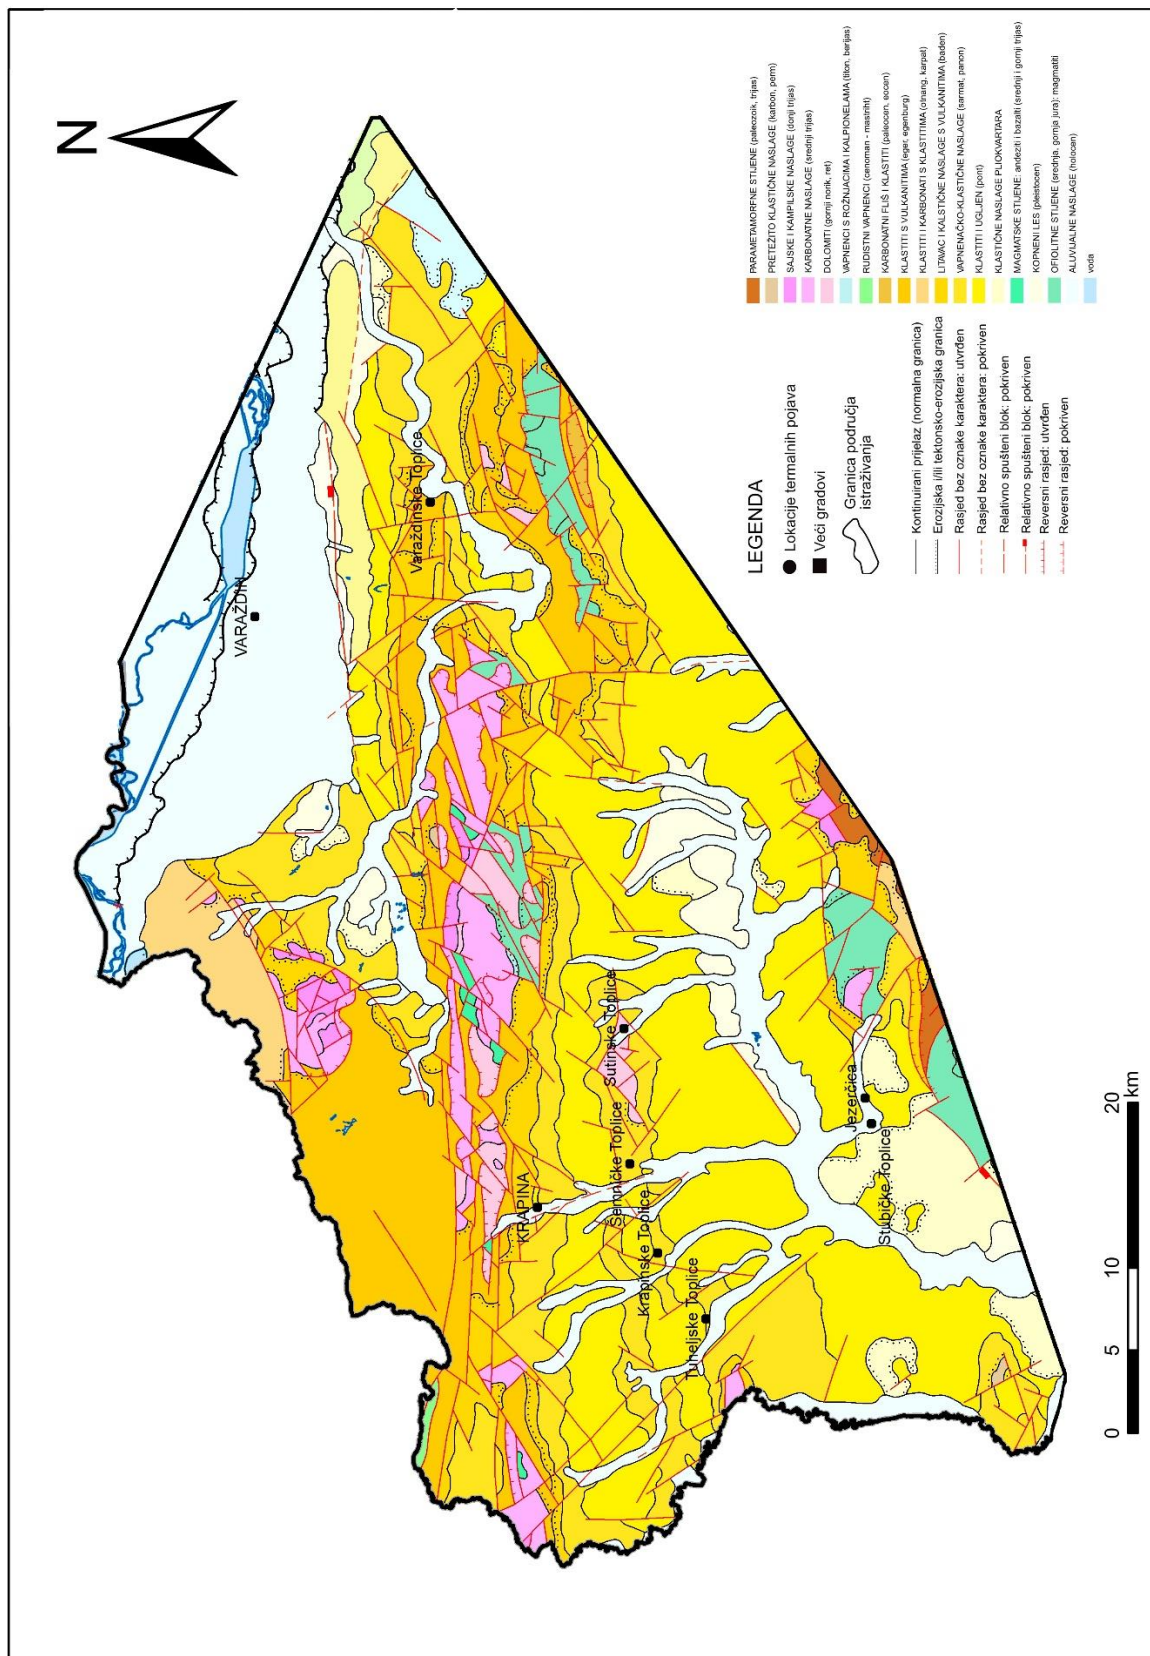 N
VARAŽDIN
Varaždinske Toplice
KRAPINA
Šemničke Toplice
Sutinske Toplice
Krapinske Toplice
Tuheljske Toplice
Jezerčica
Stubičke Toplice
0 5 10 20
km
LEGENDA
Lokacije termalnih pojava
Veći gradovi
Granica područja
istraživanja
Kontinuirani prijelaz (normalna granica)
Erozijska i/ili tektonsko-erozijska granica
Rasjed bez oznake karaktera: utvrđen
Rasjed bez oznake karaktera: pokriven
Relativno spušteni blok: pokriven
Relativno spušteni blok: pokriven
Reversni rasjed: utvrđen
Reversni rasjed: pokriven
PARAMETAMORFNE STIJENE (paleozoik, trijas)
PRETEŽITO KLASTIČNE NASLAGE (karbon, perm)
SAJSKE I KAMPILSKE NASLAGE (donji trijas)
KARBONATNE NASLAGE (srednji trijas)
DOLOMITI (gornji norik, ret)
VAPNENCI S ROŽNJACIMA I KALPIONELAMA (titon, berijas)
RUDISTNI VAPNENCI (cenoman - mastriht)
KARBONATNI FLIŠ I KLASTITI (paleocen, eocen)
KLASTITI S VULKANITIMA (eger, egenburg)
KLASTITI I KARBONATI S KLASTITIMA (otnang, karpat)
LITAVAC I KALSTIČNE NASLAGE S VULKANITIMA (baden)
VAPNENAČKO-KLASTIČNE NASLAGE (sarmat, panon)
KLASTITI I UGLJEN (pont)
KLASTIČNE NASLAGE PLIOKVARTARA
MAGMATSKE STIJENE: andeziti i bazalti (srednji i gornji trijas)
KOPNENI LES (pleistocen)
OFIOLITNE STIJENE (srednja, gornja jura): magmatiti
ALUVIJALNE NASLAGE (holocen)
voda